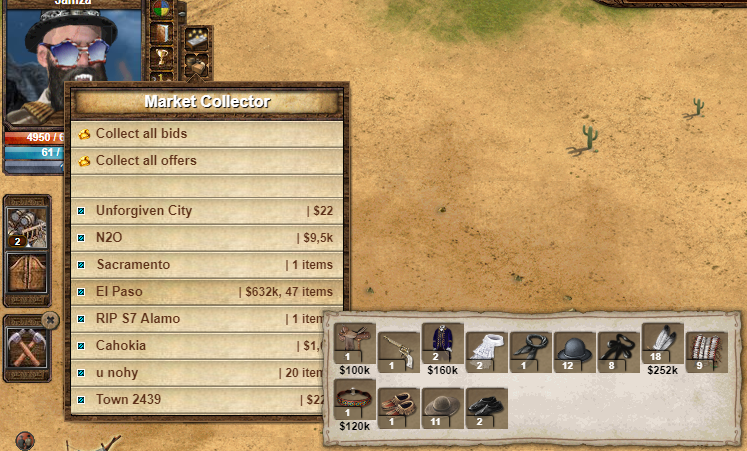 Market Collector
Collect all bids
Collect all offers
Unforgiven City | $22
N2O | $9,5k
Sacramento | 1 items
El Paso | $632k, 47 items
RIP S7 Alamo
Cahokia
u nohy | 20
Town 2439
4950 /
61 /
2
1 1 2 2 1 12 8 18 9
$100k $160k $252k
1 1 11 2
$120k